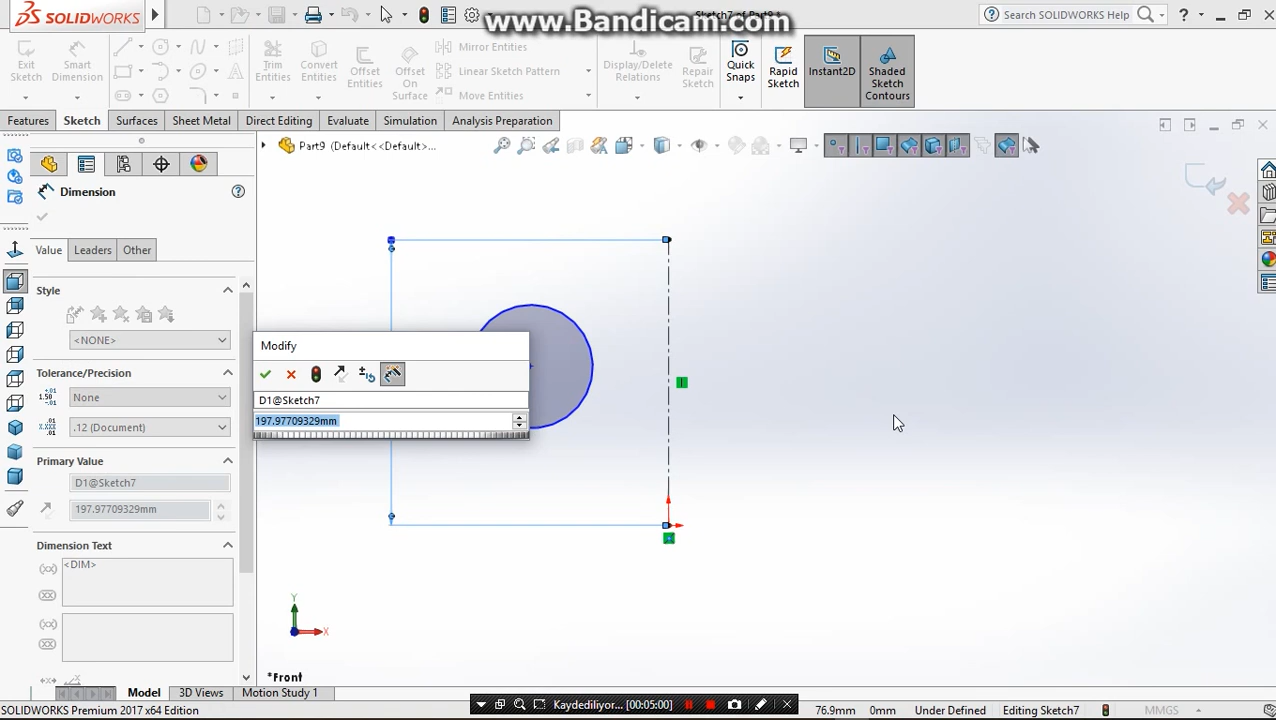 SOLIDWORKS
Sketch7 of Part9 *
www.Bandicam.com
Search SOLIDWORKS Help
Exit Sketch
Smart Dimension
Trim Entities
Convert Entities
Offset Entities
Offset On Surface
Mirror Entities
Linear Sketch Pattern
Move Entities
Display/Delete Relations
Repair Sketch
Quick Snaps
Rapid Sketch
Instant2D
Shaded Sketch Contours
Features
Sketch
Surfaces
Sheet Metal
Direct Editing
Evaluate
Simulation
Analysis Preparation
Part9 (Default<<Default>...
Dimension
Value
Leaders
Other
Style
<NONE>
Tolerance/Precision
None
.12 (Document)
Primary Value
D1@Sketch7
197.97709329mm
Dimension Text
<DIM>
Modify
D1@Sketch7
197.97709329mm
Y
X
*Front
Model
3D Views
Motion Study 1
SOLIDWORKS Premium 2017 x64 Edition
Kaydediliyor... [00:05:00]
76.9mm
0mm
Under Defined
Editing Sketch7
MMGS